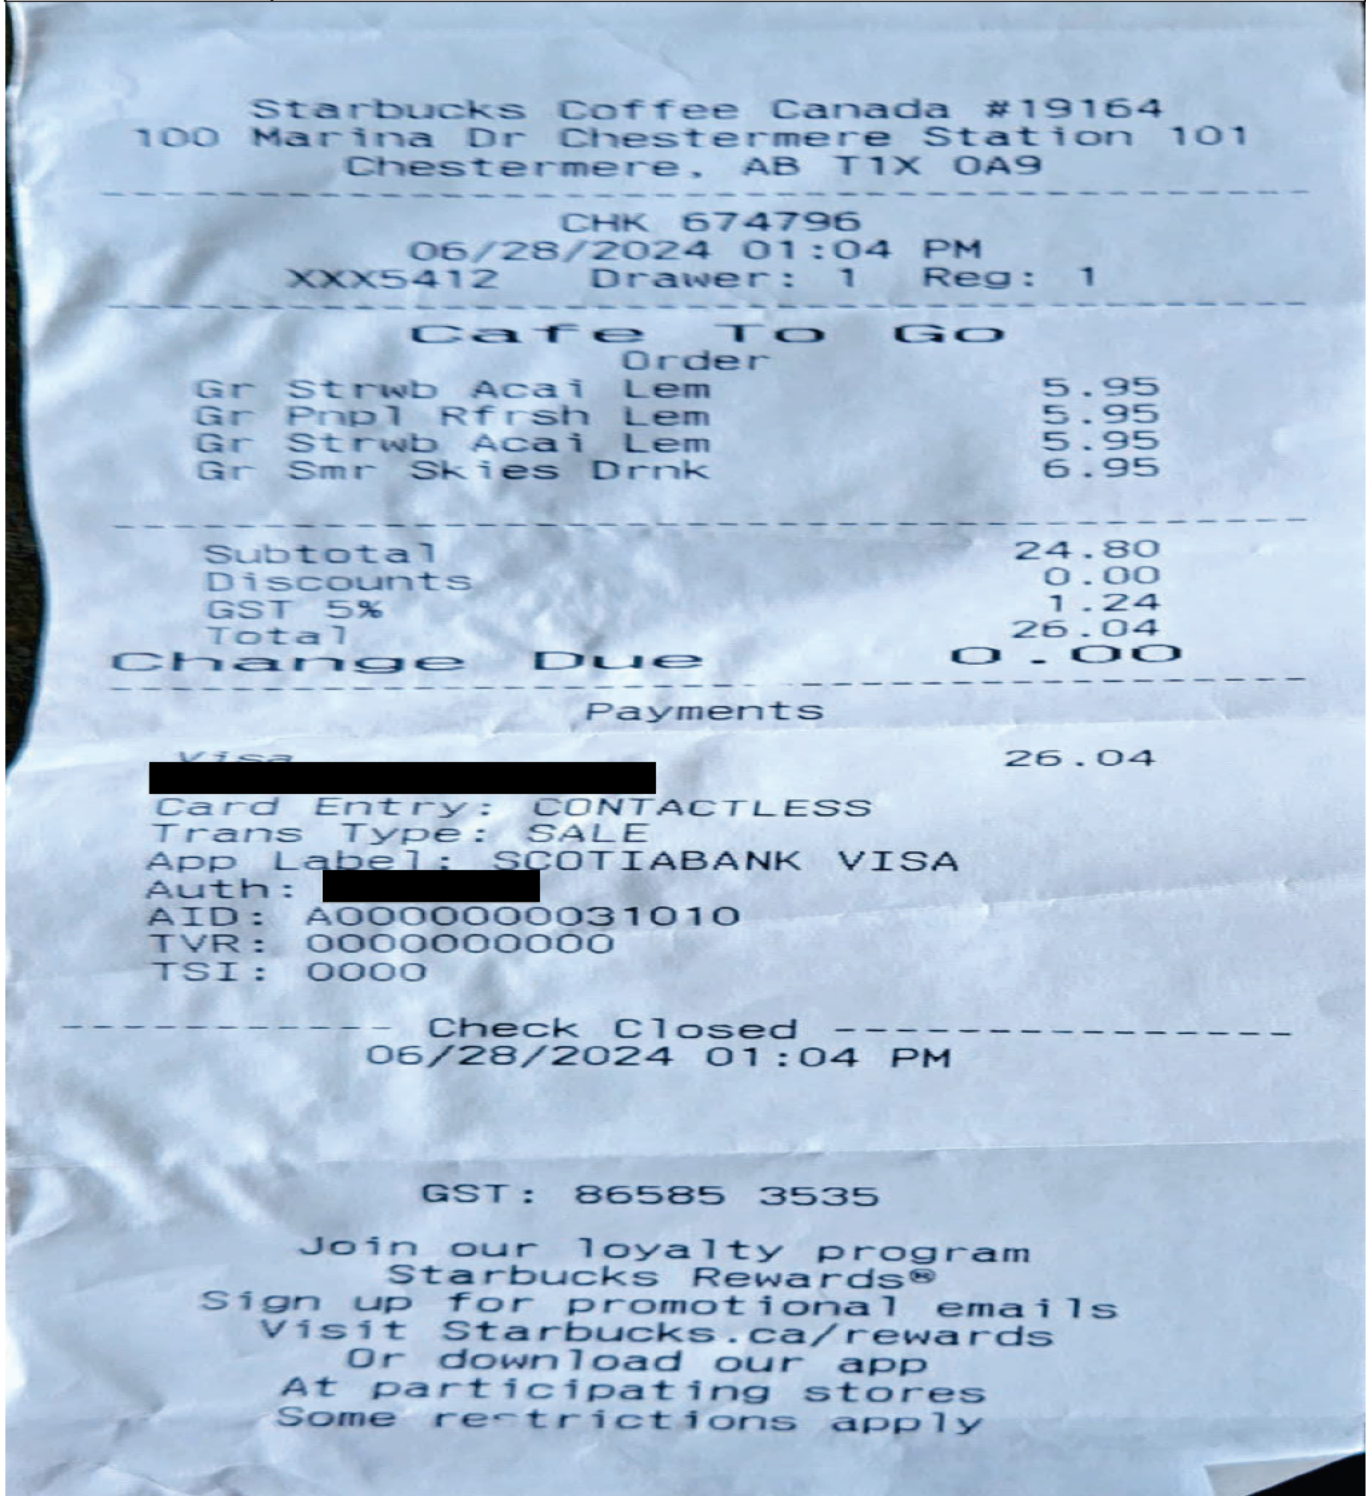 Starbucks Coffee Canada #19164
100 Marina Dr Chestermere Station 101
Chestermere, AB T1X 0A9
CHK 674796
06/28/2024 01:04 PM
XXX5412 Drawer: 1 Reg: 1
Cafe To Go
Order
Gr Strwb Acai Lem 5.95
Gr Pnpl Rfrsh Lem 5.95
Gr Strwb Acai Lem 5.95
Gr Smr Skies Drnk 6.95
Subtotal 24.80
Discounts 0.00
GST 5% 1.24
Total 26.04
Change Due 0.00
Payments
Visa 26.04
Card Entry: CONTACTLESS
Trans Type: SALE
App Label: SCOTIABANK VISA
Auth:
AID: A0000000031010
TVR: 0000000000
TSI: 0000
Check Closed
06/28/2024 01:04 PM
GST: 86585 3535
Join our loyalty program
Starbucks Rewards®
Sign up for promotional emails
Visit Starbucks.ca/rewards
Or download our app
At participating stores
Some restrictions apply